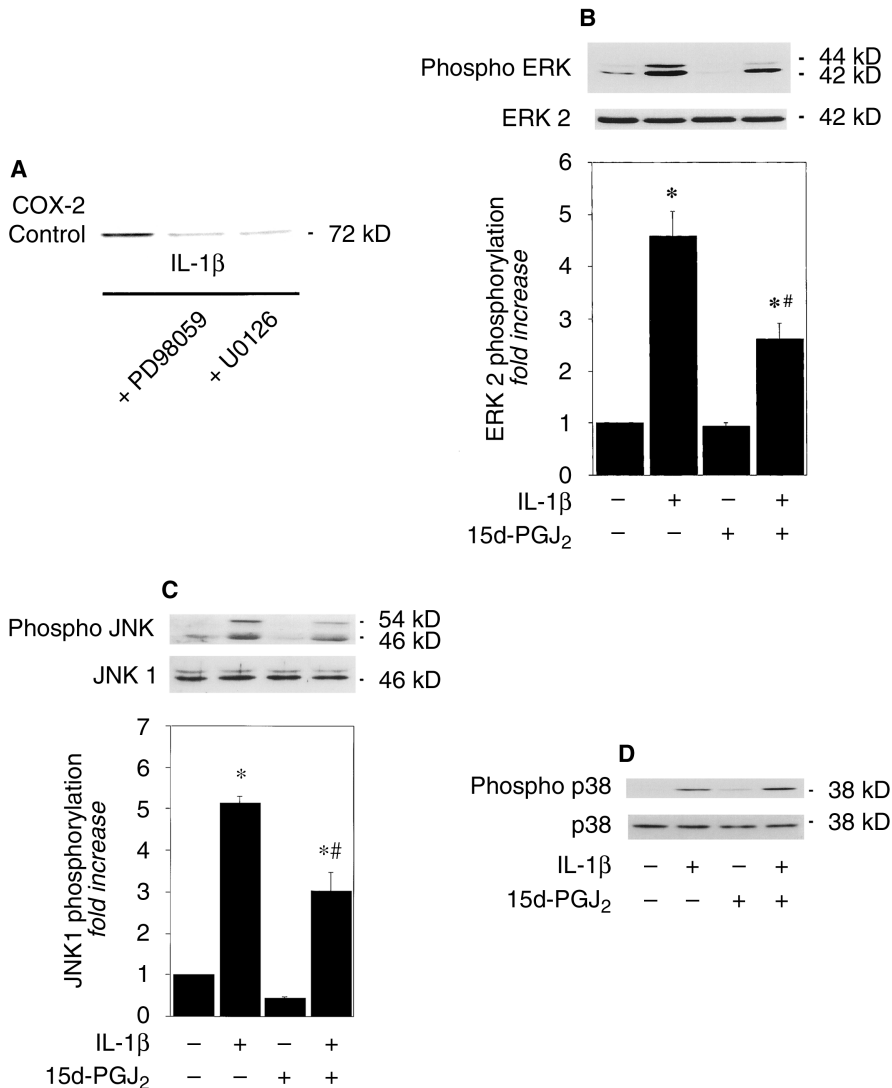 A
COX-2
Control
- 72 kD
IL-1β
+ PD98059
+ U0126
B
Phospho ERK
- 44 kD
- 42 kD
ERK 2
- 42 kD
ERK 2 phosphorylation
fold increase
6
5
4
3
2
1
0
*
*#
IL-1β − + − +
15d-PGJ2 − − + +
C
Phospho JNK
- 54 kD
- 46 kD
JNK 1
- 46 kD
JNK1 phosphorylation
fold increase
7
6
5
4
3
2
1
0
*
*#
IL-1β − + − +
15d-PGJ2 − − + +
D
Phospho p38
- 38 kD
p38
- 38 kD
IL-1β − + − +
15d-PGJ2 − − + +